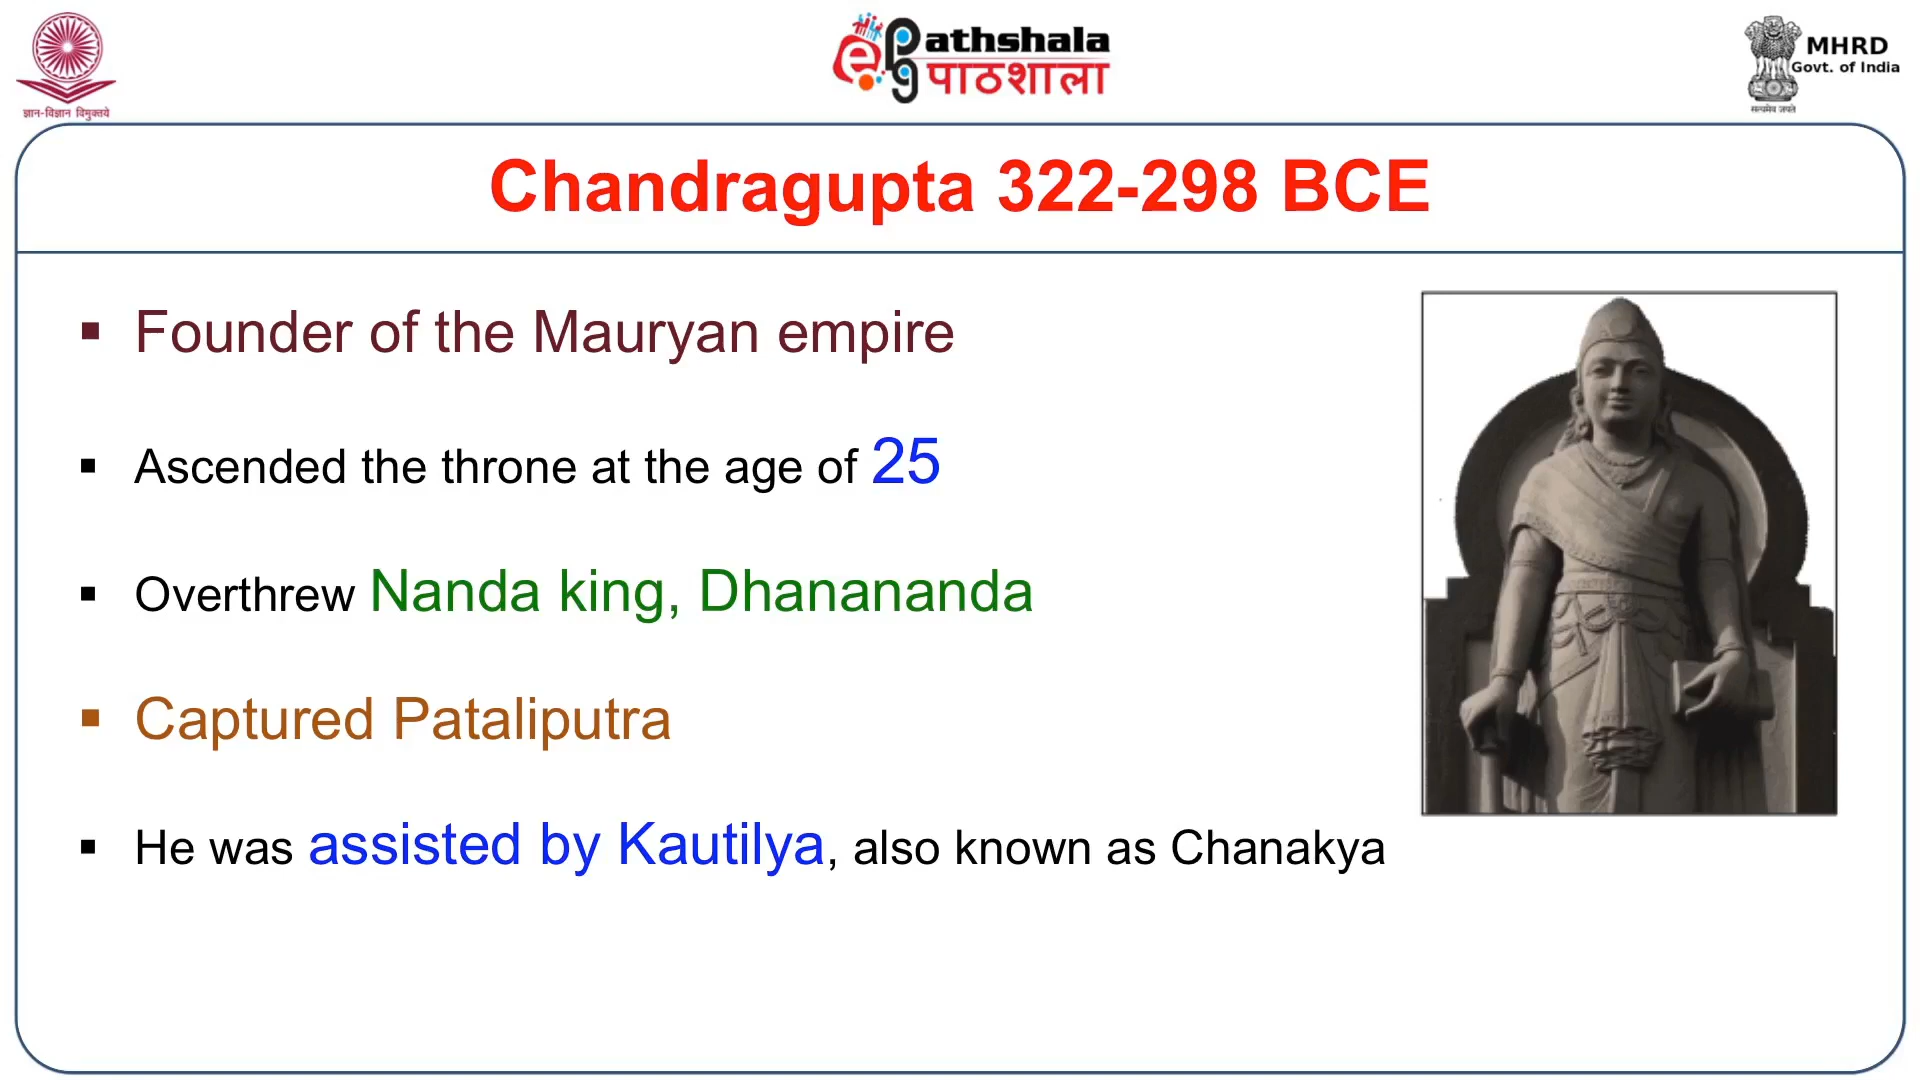 ज्ञान-विज्ञान विमुक्तये
ePathshala
पाठशाला
MHRD
Govt. of India
सत्यमेव जयते
Chandragupta 322-298 BCE
▪ Founder of the Mauryan empire
▪ Ascended the throne at the age of 25
▪ Overthrew Nanda king, Dhanananda
▪ Captured Pataliputra
▪ He was assisted by Kautilya, also known as Chanakya